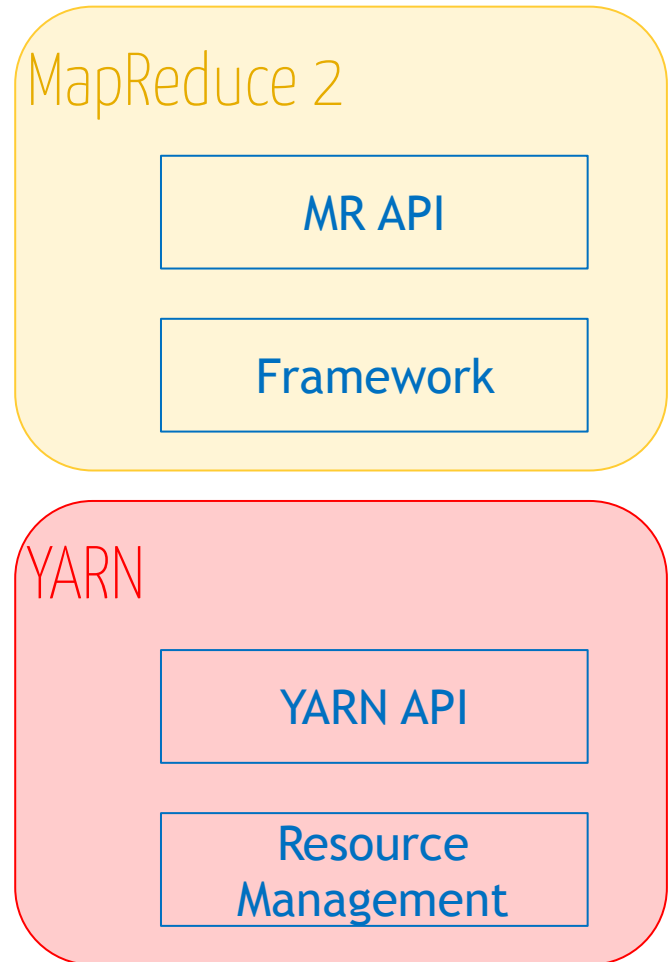 MapReduce 2
MR API
Framework
YARN
YARN API
Resource
Management